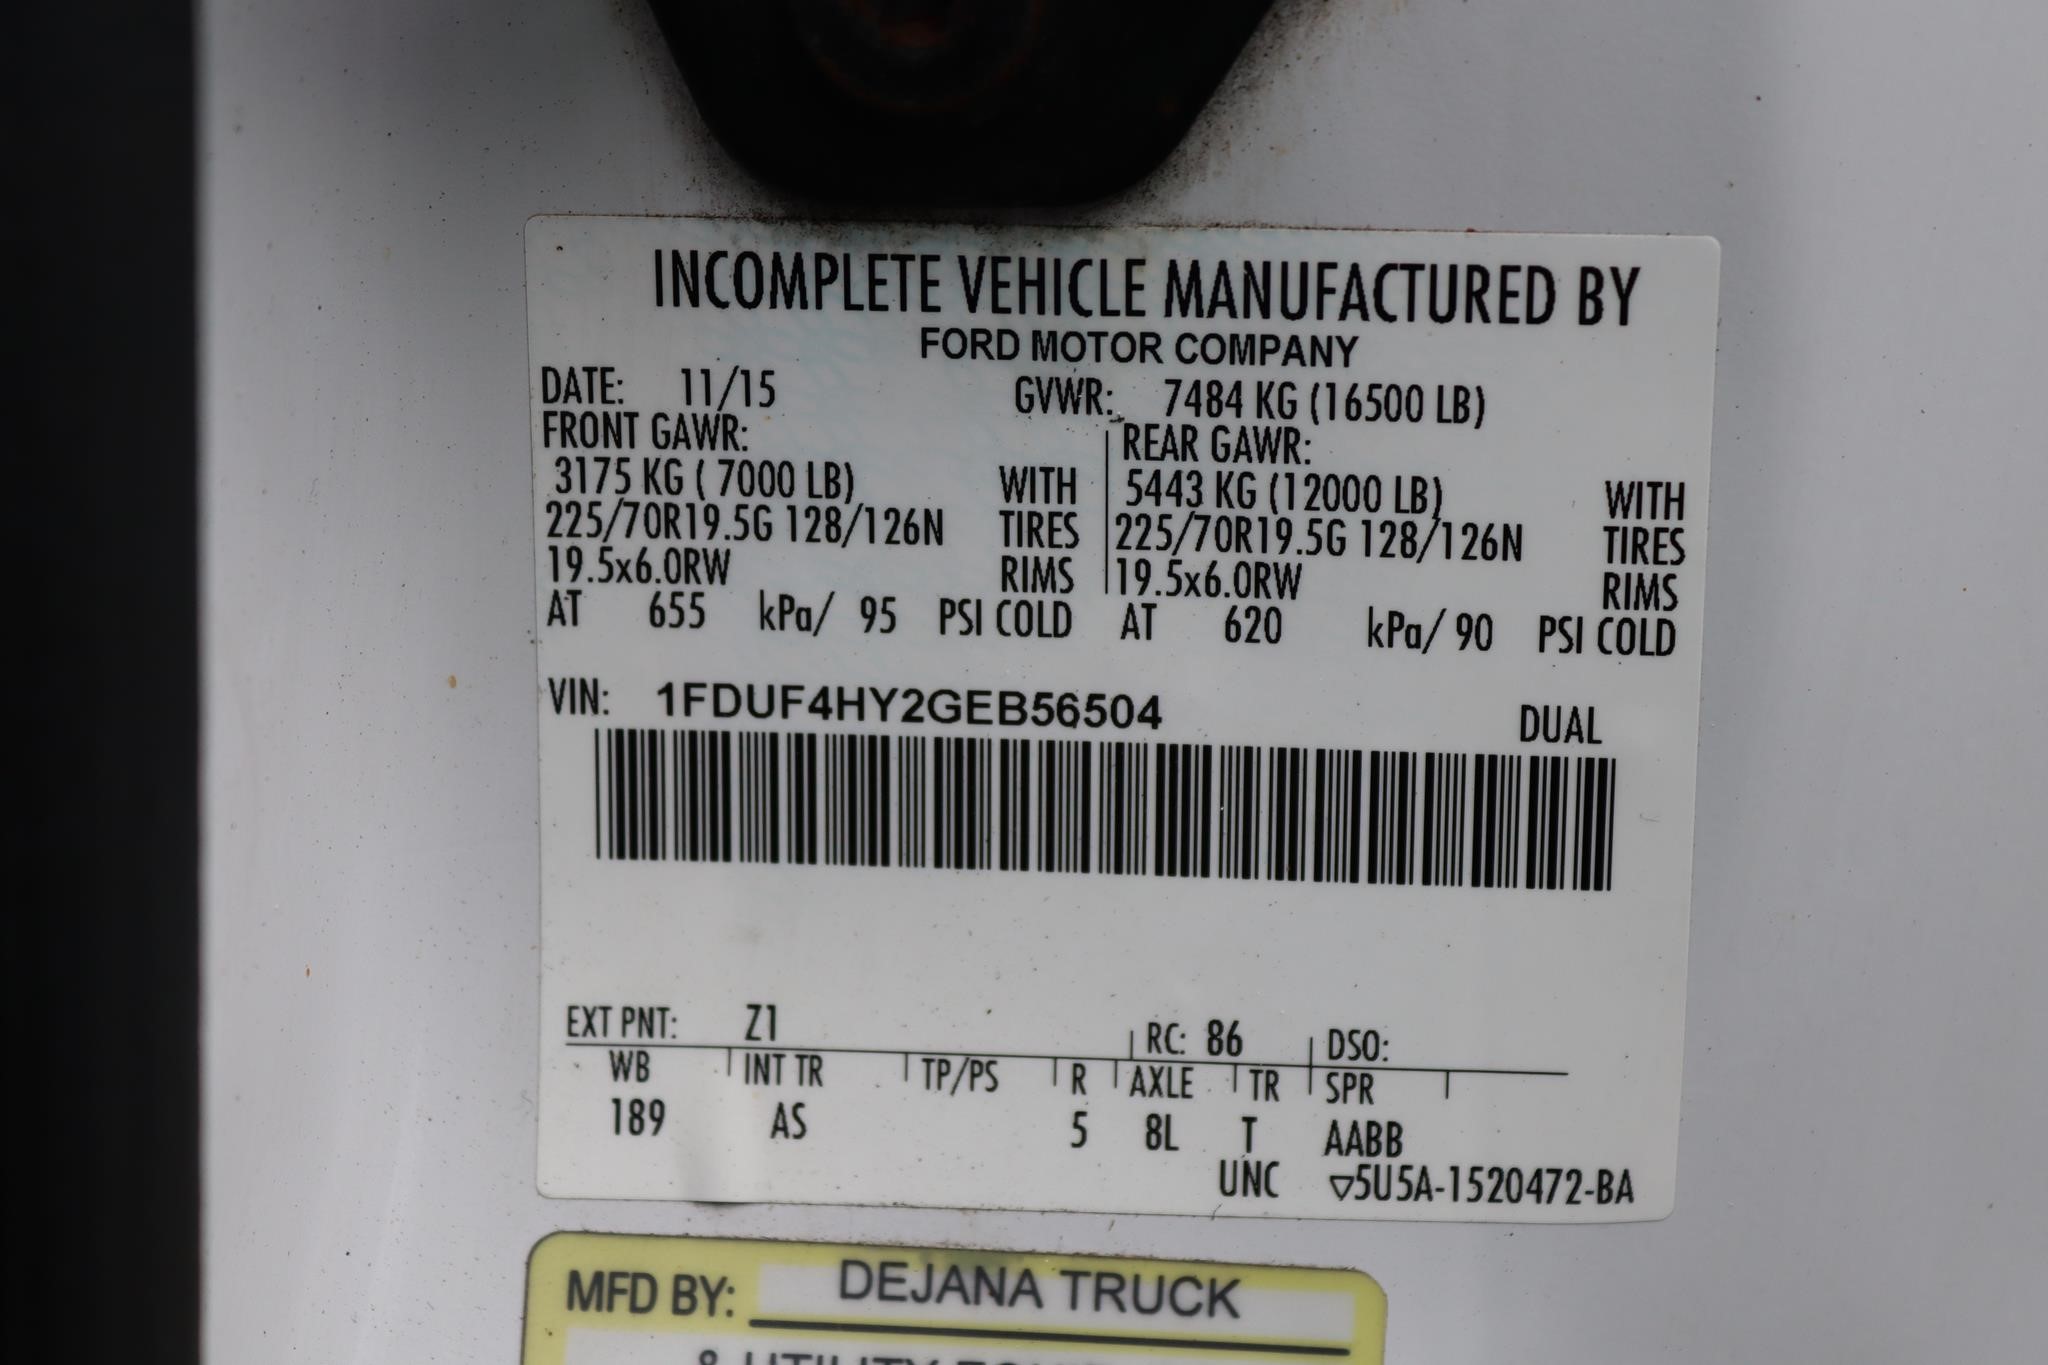 INCOMPLETE VEHICLE MANUFACTURED BY
FORD MOTOR COMPANY
DATE: 11/15 GVWR: 7484 KG (16500 LB)
FRONT GAWR: REAR GAWR:
3175 KG ( 7000 LB) WITH 5443 KG (12000 LB) WITH
225/70R19.5G 128/126N TIRES 225/70R19.5G 128/126N TIRES
19.5x6.0RW RIMS 19.5x6.0RW RIMS
AT 655 kPa/ 95 PSI COLD AT 620 kPa/ 90 PSI COLD
VIN: 1FDUF4HY2GEB56504 DUAL
EXT PNT: Z1 RC: 86 DSO:
WB INT TR TP/PS R AXLE TR SPR
189 AS 5 8L T AABB
UNC ▽5U5A-1520472-BA
MFD BY: DEJANA TRUCK
& UTILITY